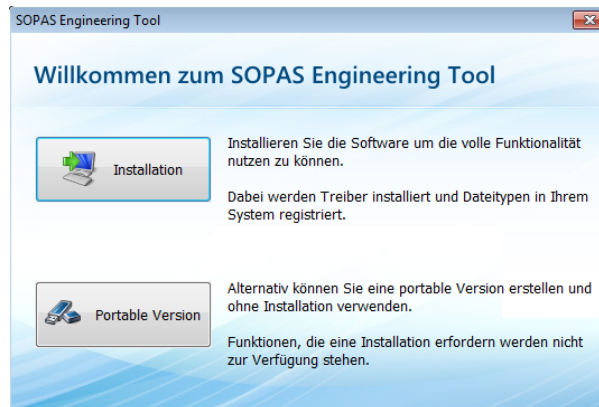 SOPAS Engineering Tool
Willkommen zum SOPAS Engineering Tool
Installation
Installieren Sie die Software um die volle Funktionalität
nutzen zu können.
Dabei werden Treiber installiert und Dateitypen in Ihrem
System registriert.
Portable Version
Alternativ können Sie eine portable Version erstellen und
ohne Installation verwenden.
Funktionen, die eine Installation erfordern werden nicht
zur Verfügung stehen.